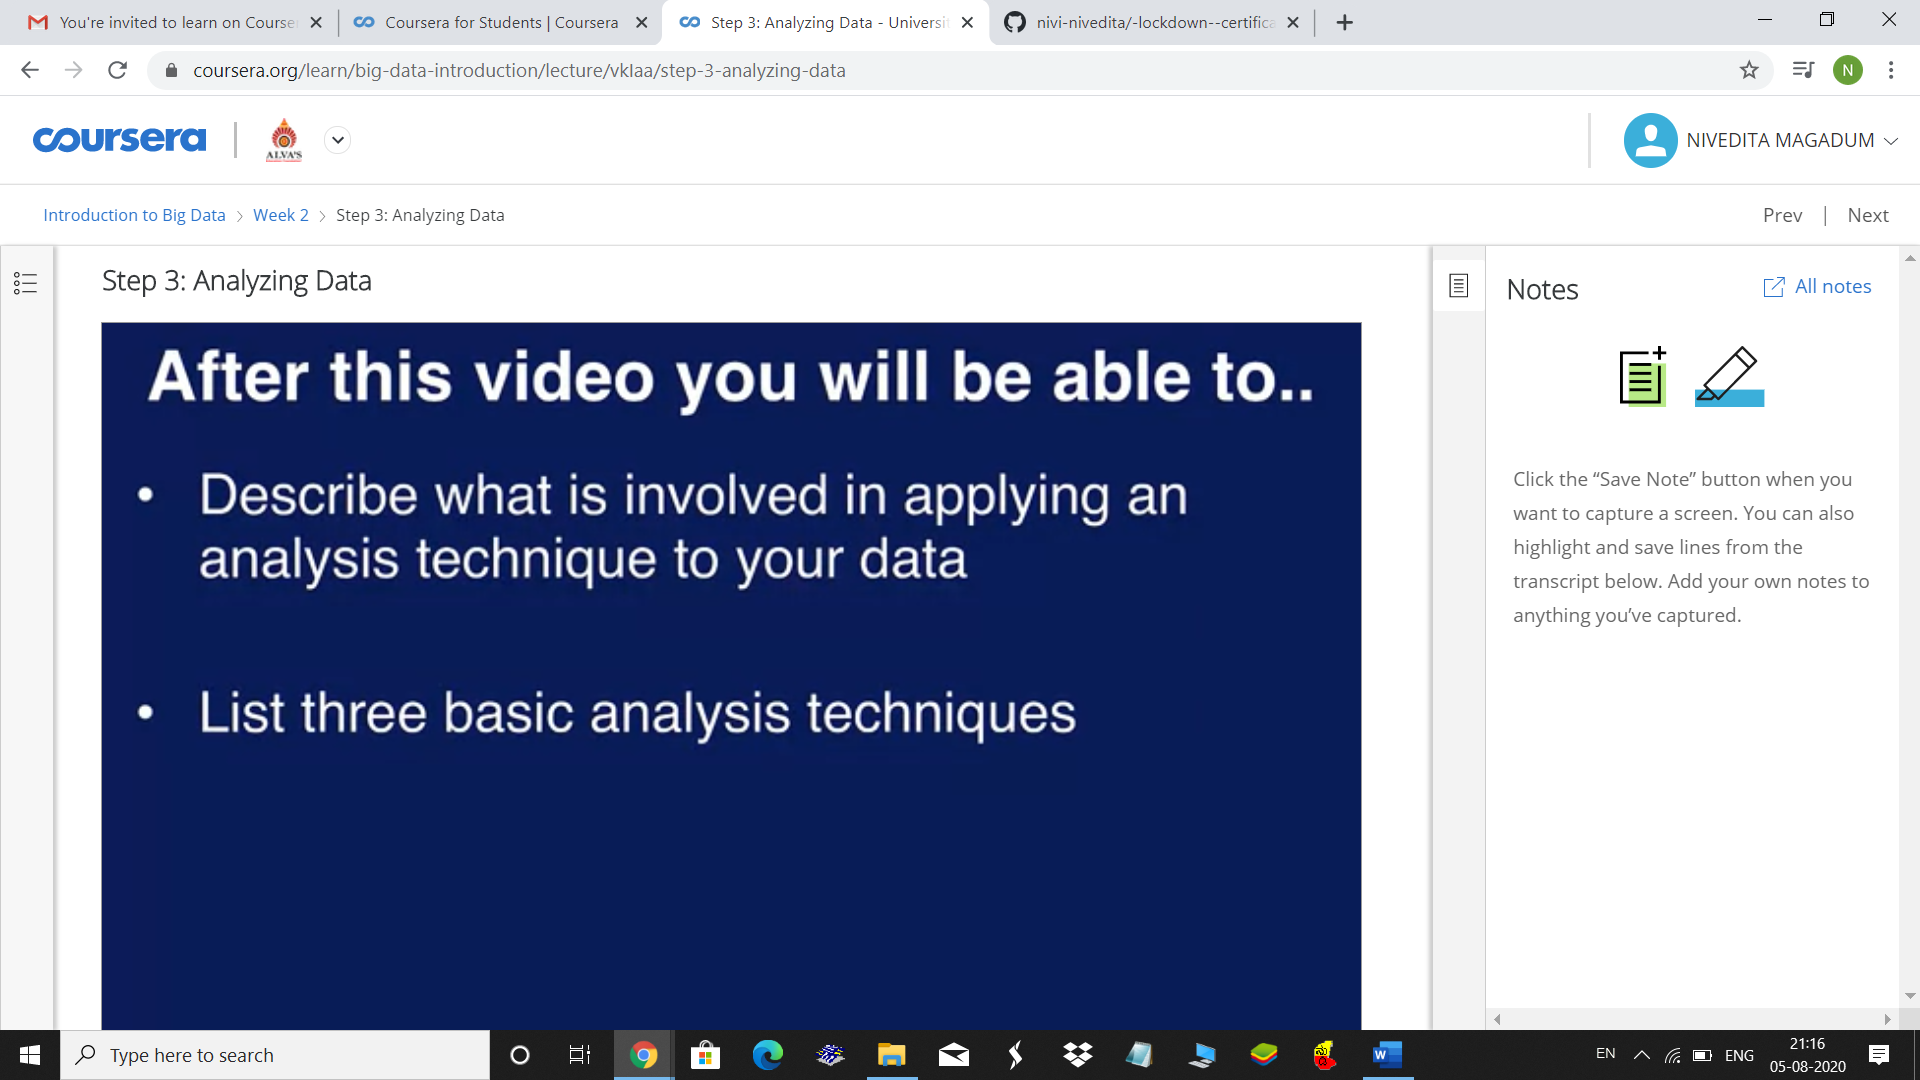 You're invited to learn on Course
Coursera for Students | Coursera
Step 3: Analyzing Data - Universi
nivi-nivedita/-lockdown--certifica
coursera.org/learn/big-data-introduction/lecture/vkIaa/step-3-analyzing-data
N
coursera
ALVA'S
NIVEDITA MAGADUM
Introduction to Big Data > Week 2 > Step 3: Analyzing Data
Prev | Next
Step 3: Analyzing Data
After this video you will be able to..
• Describe what is involved in applying an
analysis technique to your data
• List three basic analysis techniques
Notes
All notes
Click the “Save Note” button when you
want to capture a screen. You can also
highlight and save lines from the
transcript below. Add your own notes to
anything you’ve captured.
Type here to search
EN
ENG
21:16
05-08-2020